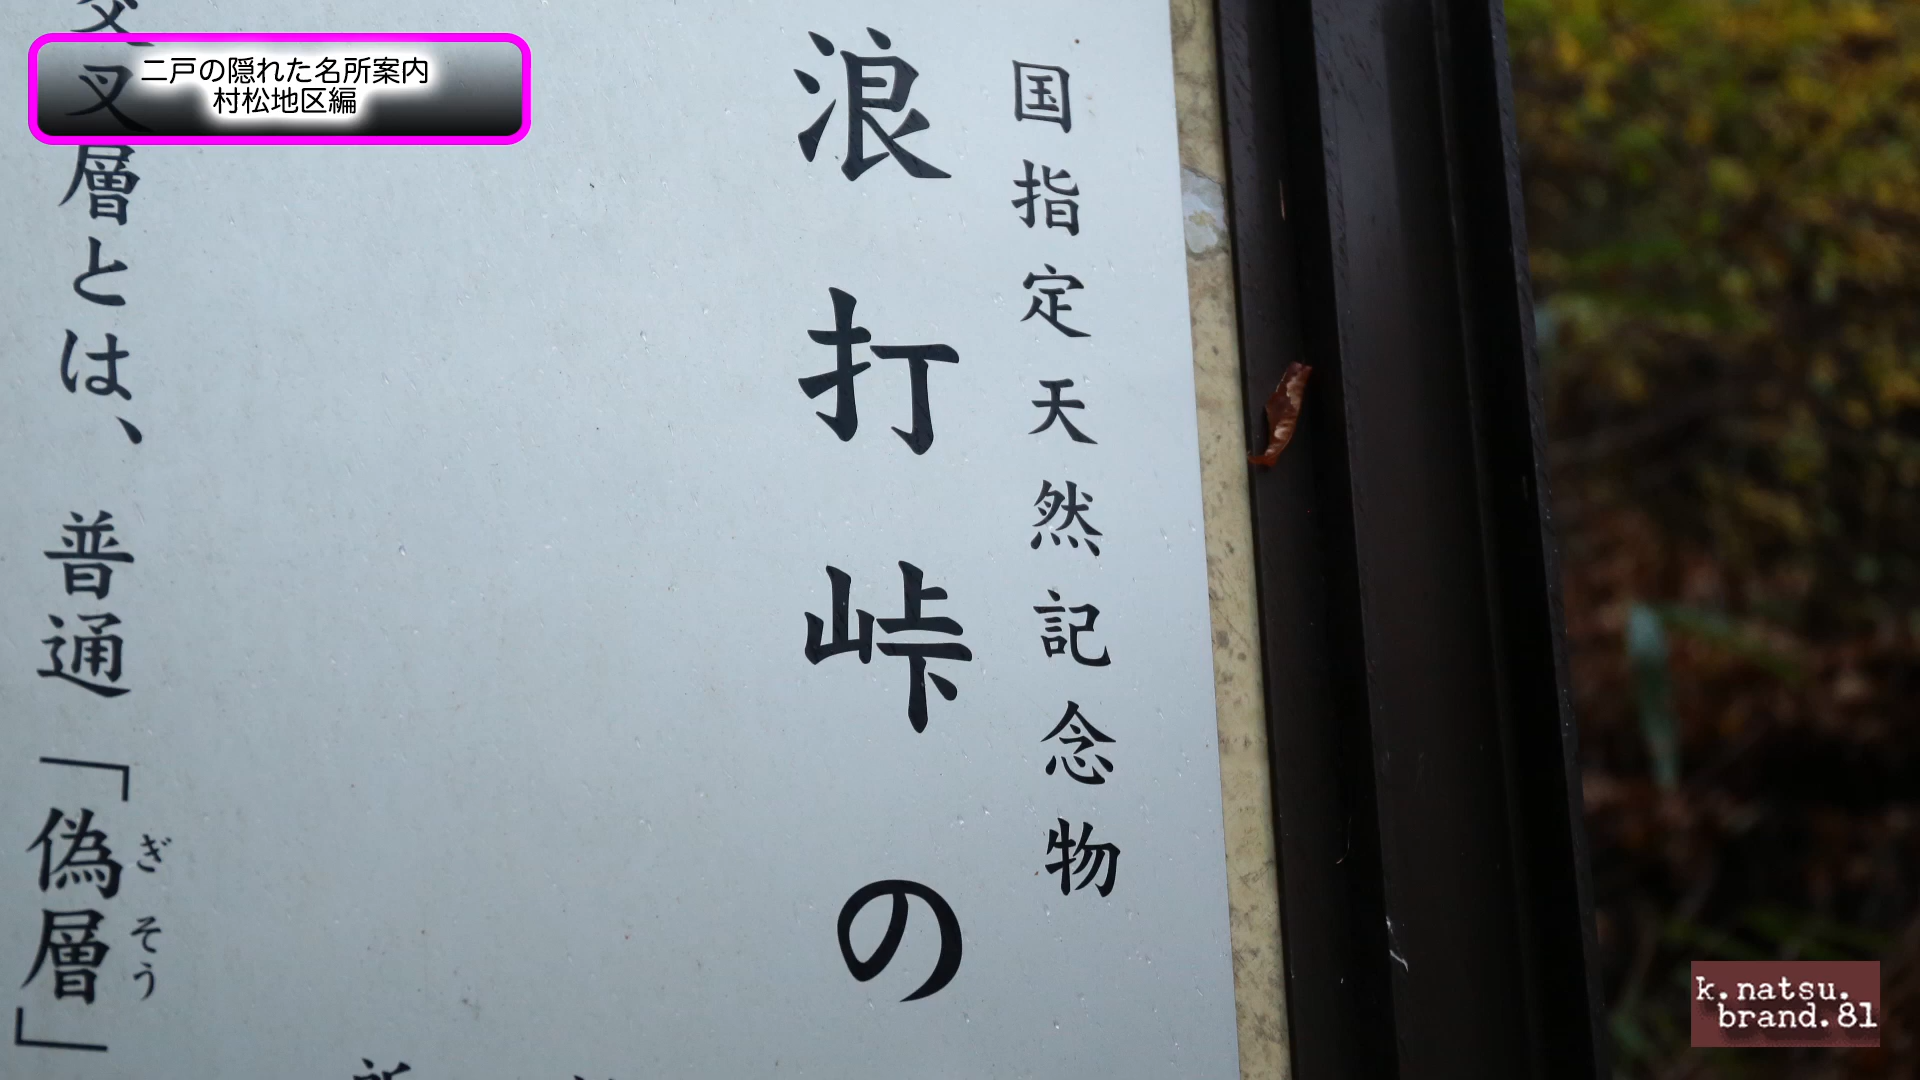 二戸の隠れた名所案内
村松地区編
国指定天然記念物
浪打峠の
叉層とは、普通「偽層」
ぎそう
k.natsu.
brand.81